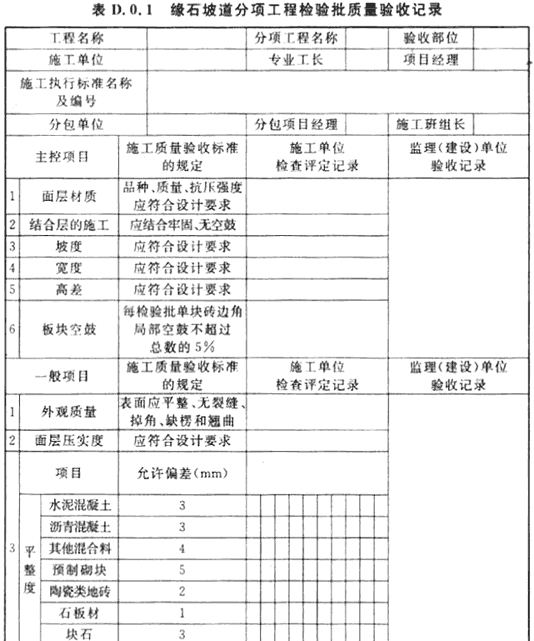 表 D.0.1 缘石坡道分项工程检验批质量验收记录
工程名称 分项工程名称 验收部位
施工单位 专业工长 项目经理
施工执行标准名称
及编号
分包单位 分包项目经理 施工班组长
主控项目 施工质量验收标准 施工单位 监理(建设)单位
的规定 检查评定记录 验收记录
1 面层材质 品种、质量、抗压强度
应符合设计要求
2 结合层的施工 应结合牢固、无空鼓
3 坡度 应符合设计要求
4 宽度 应符合设计要求
5 高差 应符合设计要求
6 板块空鼓 每检验批单块砖边角
局部空鼓不超过
总数的5%
一般项目 施工质量验收标准 施工单位 监理(建设)单位
的规定 检查评定记录 验收记录
1 外观质量 表面应平整、无裂缝、
掉角、缺楞和翘曲
2 面层压实度 应符合设计要求
项目 允许偏差(mm)
3 平整度 水泥混凝土 3
沥青混凝土 3
其他混合料 4
预制砌块 5
陶瓷类地砖 2
石板材 1
块石 3